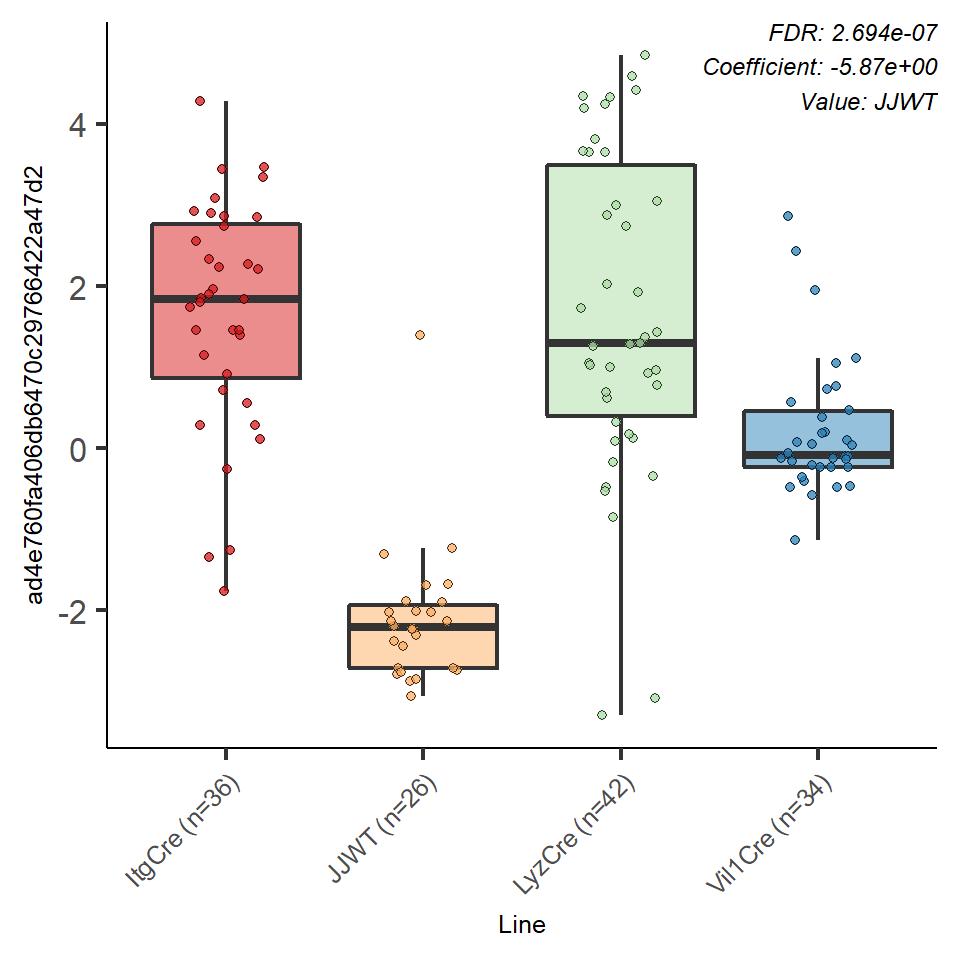 FDR: 2.694e-07
Coefficient: -5.87e+00
Value: JJWT
ad4e760fa406db6470c29766422a47d2
4
2
0
-2
ItgCre (n=36)
JJWT (n=26)
LyzCre (n=42)
Vil1Cre (n=34)
Line